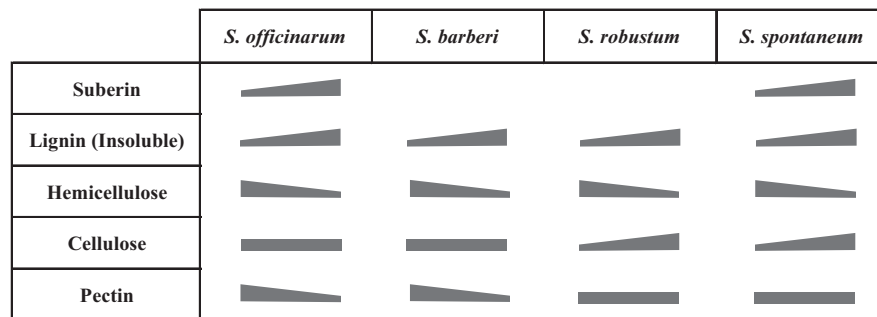 S. officinarum S. barberi S. robustum S. spontaneum
Suberin
Lignin (Insoluble)
Hemicellulose
Cellulose
Pectin